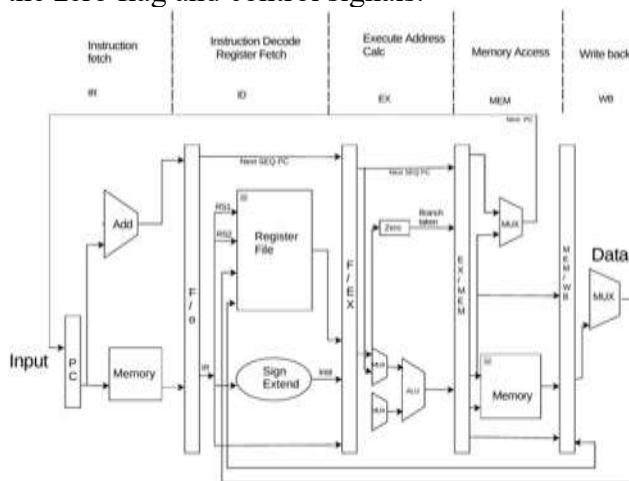 the zero flag and control signals.
Instruction fetch
Instruction Decode
Register Fetch
Execute Address
Calc
Memory Access
Write back
IR
ID
EX
MEM
WB
Next PC
Next SEQ PC
Next SEQ PC
Add
RS1
RS2
Register
File
Zero
Branch
taken
MUX
F/EX
EX/MEM
MEM/WB
Data
MUX
Input
PC
Memory
IR
Sign
Extend
MUX
MUX
ALU
Memory